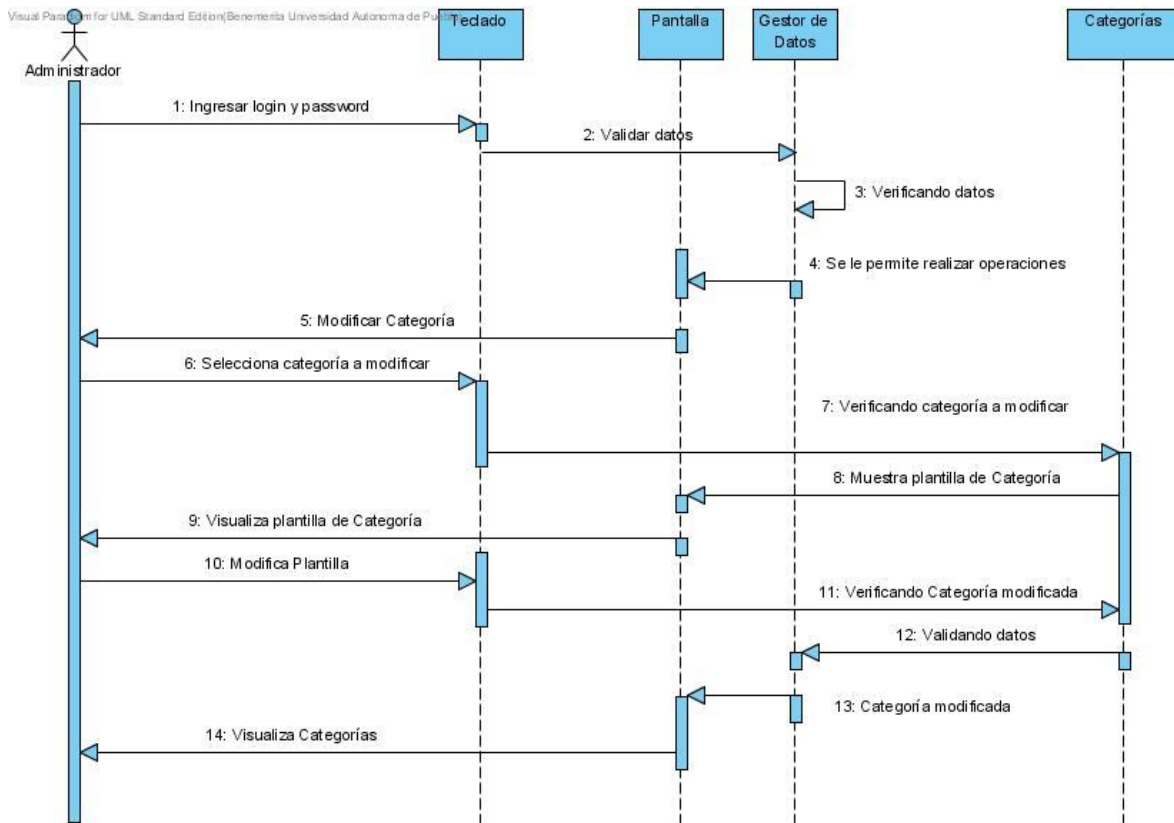 Visual Paradigm for UML Standard Edition(Benemerita Universidad Autonoma de
Teclado
Pantalla
Gestor de
Datos
Categorías
Administrador
1: Ingresar login y password
2: Validar datos
3: Verificando datos
4: Se le permite realizar operaciones
5: Modificar Categoría
6: Selecciona categoría a modificar
7: Verificando categoría a modificar
8: Muestra plantilla de Categoría
9: Visualiza plantilla de Categoría
10: Modifica Plantilla
11: Verificando Categoría modificada
12: Validando datos
13: Categoría modificada
14: Visualiza Categorías